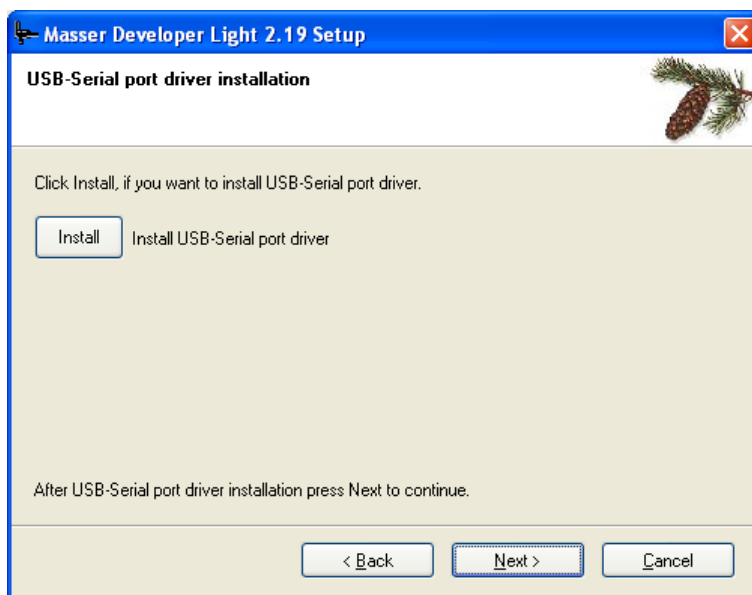 Masser Developer Light 2.19 Setup
USB-Serial port driver installation
Click Install, if you want to install USB-Serial port driver.
Install Install USB-Serial port driver
After USB-Serial port driver installation press Next to continue.
< Back Next > Cancel